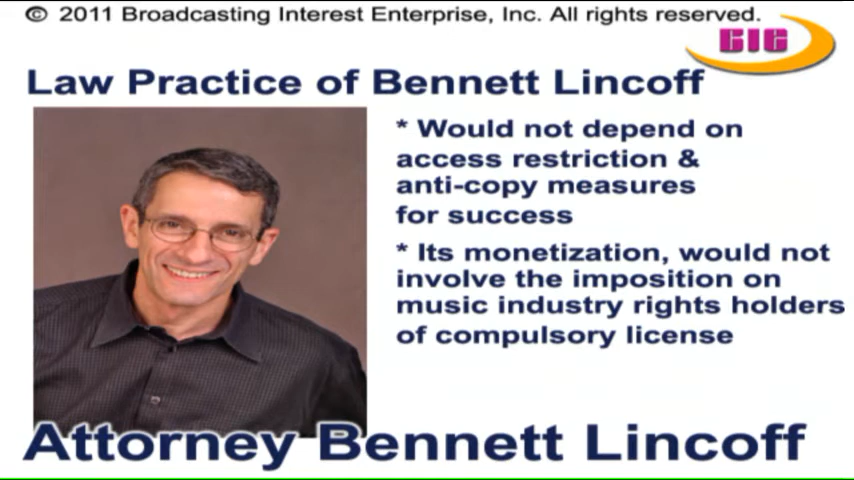 © 2011 Broadcasting Interest Enterprise, Inc. All rights reserved.
Law Practice of Bennett Lincoff
* Would not depend on
access restriction &
anti-copy measures
for success
* Its monetization, would not
involve the imposition on
music industry rights holders
of compulsory license
Attorney Bennett Lincoff